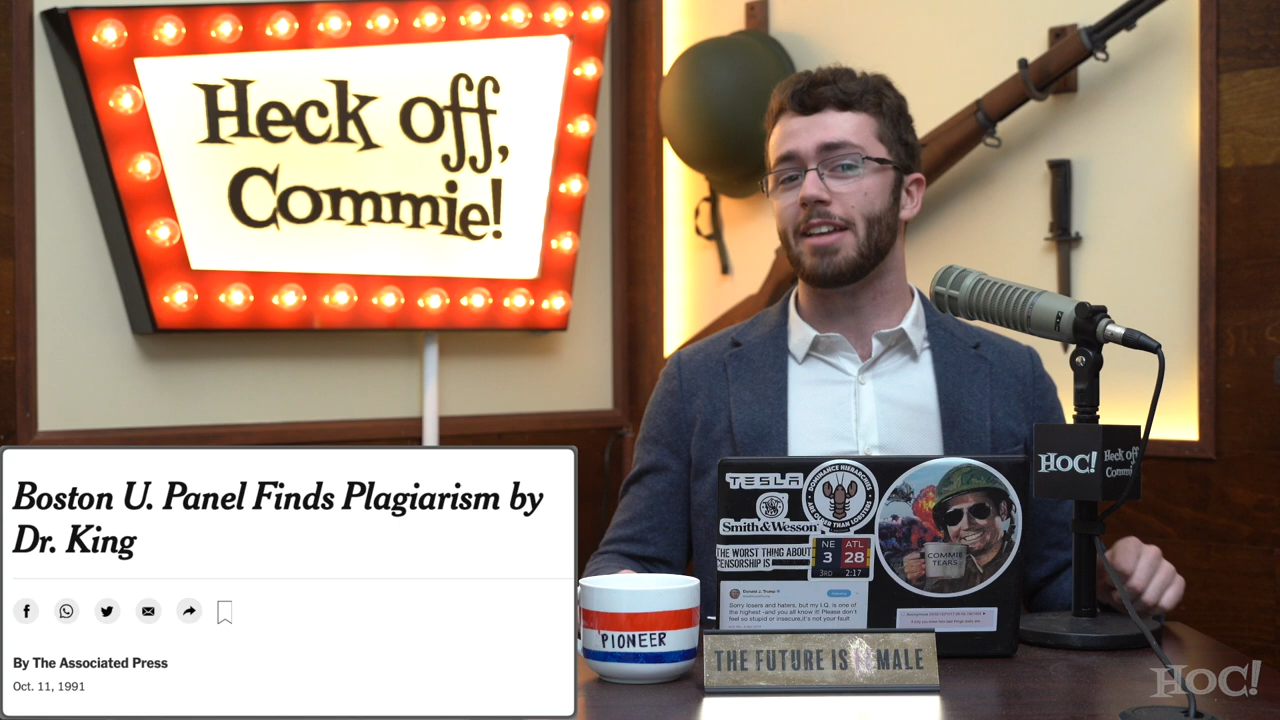 Heck off,
Commie!
Boston U. Panel Finds Plagiarism by
Dr. King
By The Associated Press
Oct. 11, 1991
PIONEER
TESLA
DOMINANCE HIERARCHIES
OLDER THAN LOBSTERS
Smith & Wesson
THE WORST THING ABOUT
CENSORSHIP IS
NE ATL
3 28
3RD 2:17
COMMIE
TEARS
Donald J. Trump
Sorry losers and haters, but my I.Q. is one of
the highest -and you all know it! Please don't
feel so stupid or insecure,it's not your fault
THE FUTURE IS FEMALE
HOC!
Heck off
Commie
HOC!